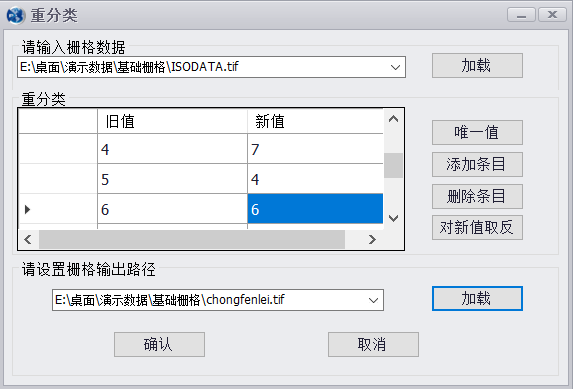 重分类
请输入栅格数据
E:\桌面\演示数据\基础栅格\ISODATA.tif
加载
重分类
旧值 新值
4 7
5 4
6 6
唯一值
添加条目
删除条目
对新值取反
请设置栅格输出路径
E:\桌面\演示数据\基础栅格\chongfenlei.tif
加载
确认
取消